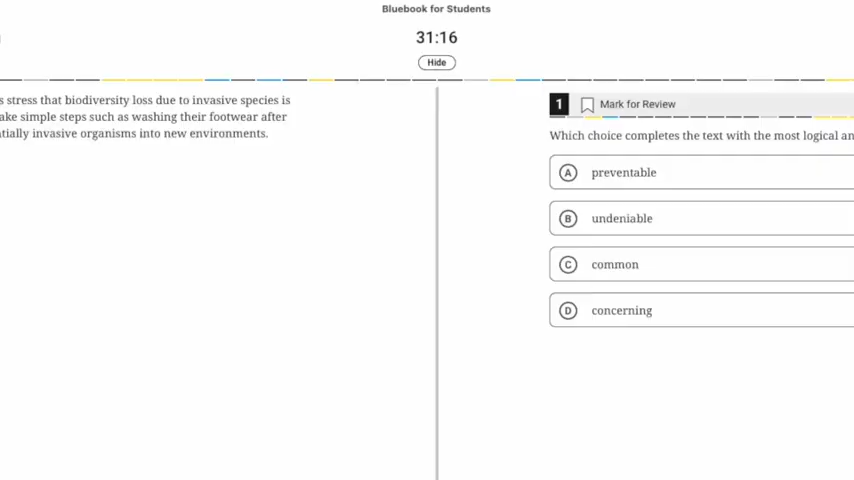 Bluebook for Students
31:16
Hide
s stress that biodiversity loss due to invasive species is
ake simple steps such as washing their footwear after
ntially invasive organisms into new environments.
1 Mark for Review
Which choice completes the text with the most logical an
A preventable
B undeniable
C common
D concerning